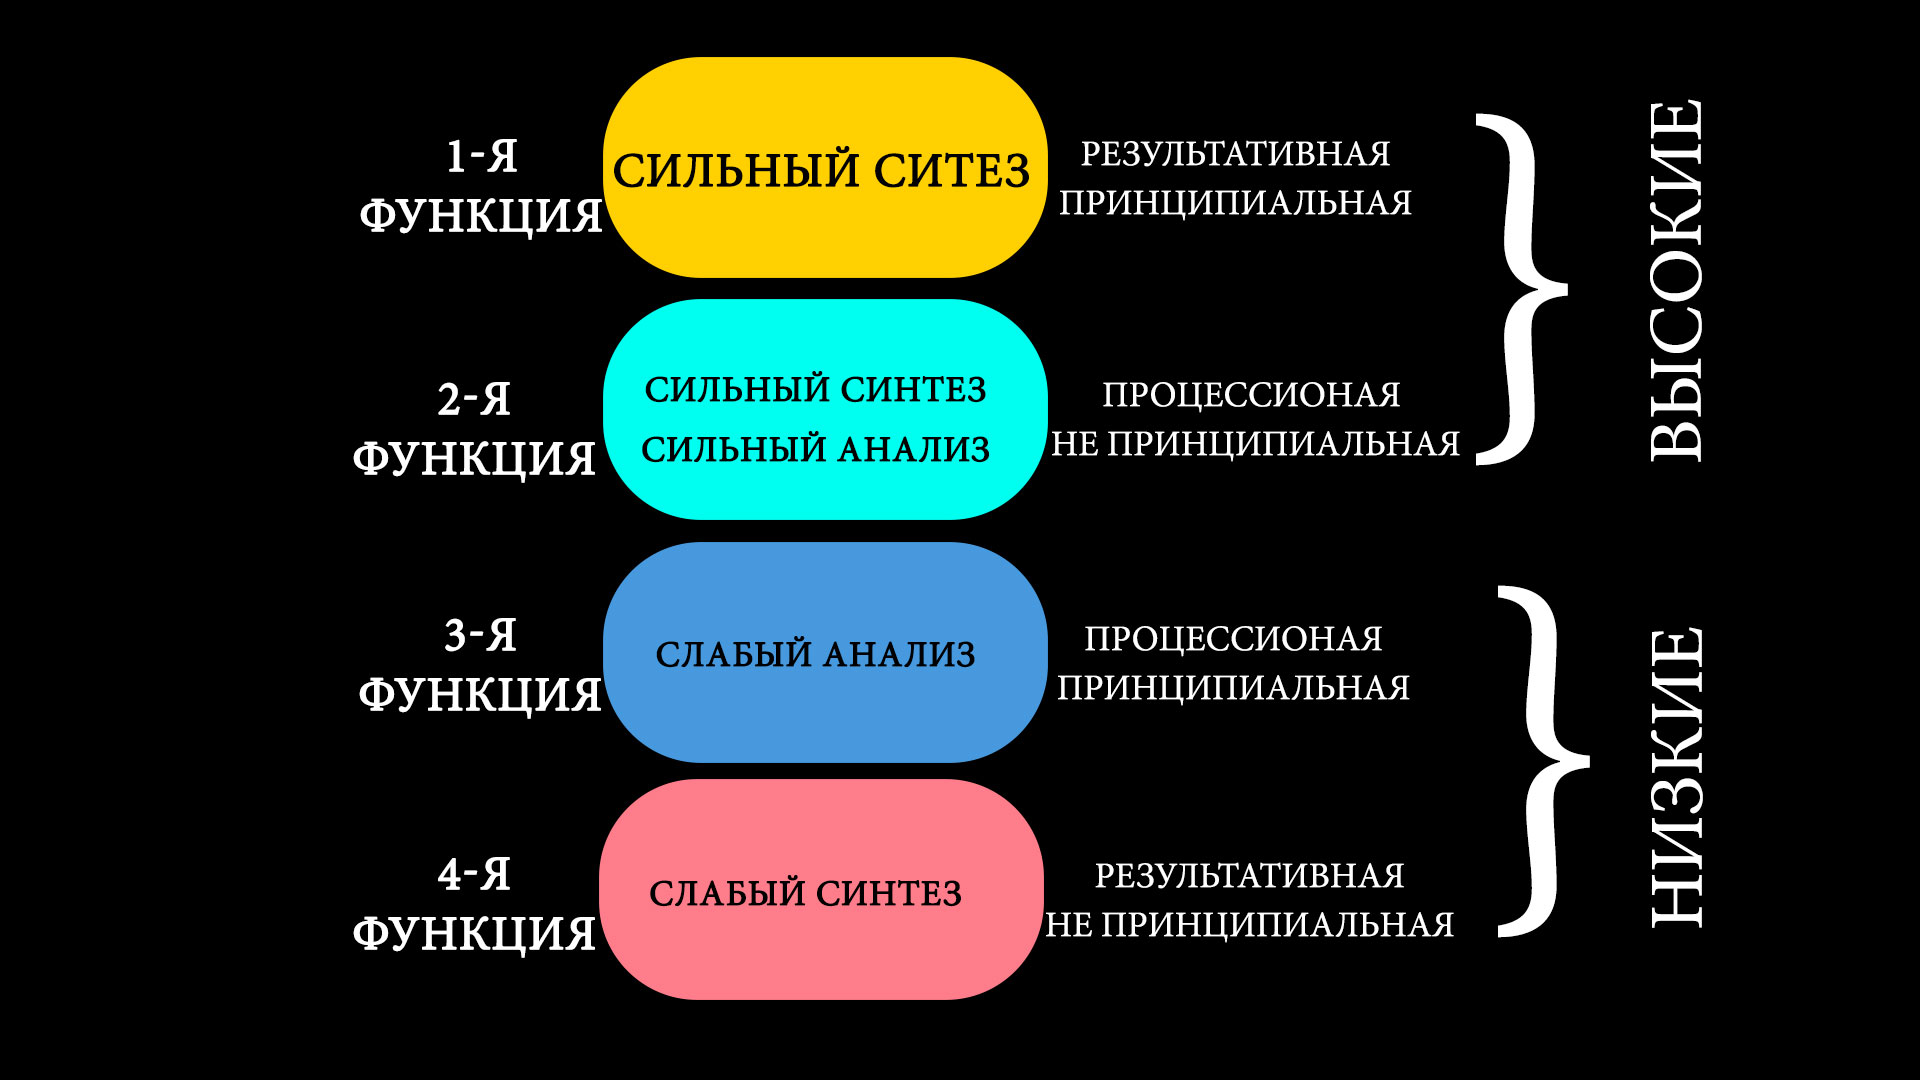 1-Я
ФУНКЦИЯ
СИЛЬНЫЙ СИТЕЗ
РЕЗУЛЬТАТИВНАЯ
ПРИНЦИПИАЛЬНАЯ
2-Я
ФУНКЦИЯ
СИЛЬНЫЙ СИНТЕЗ
СИЛЬНЫЙ АНАЛИЗ
ПРОЦЕССИОНАЯ
НЕ ПРИНЦИПИАЛЬНАЯ
ВЫСОКИЕ
3-Я
ФУНКЦИЯ
СЛАБЫЙ АНАЛИЗ
ПРОЦЕССИОНАЯ
ПРИНЦИПИАЛЬНАЯ
4-Я
ФУНКЦИЯ
СЛАБЫЙ СИНТЕЗ
РЕЗУЛЬТАТИВНАЯ
НЕ ПРИНЦИПИАЛЬНАЯ
НИЗКИЕ